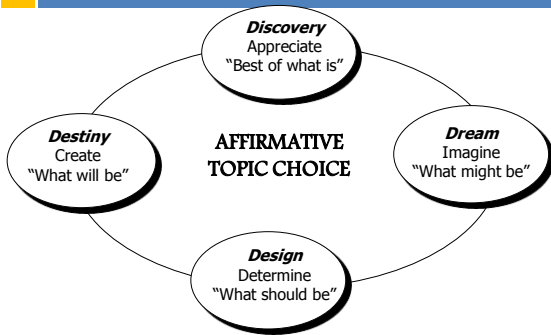 Discovery
Appreciate
“Best of what is”
Destiny
Create
“What will be”
AFFIRMATIVE
TOPIC CHOICE
Dream
Imagine
“What might be”
Design
Determine
“What should be”